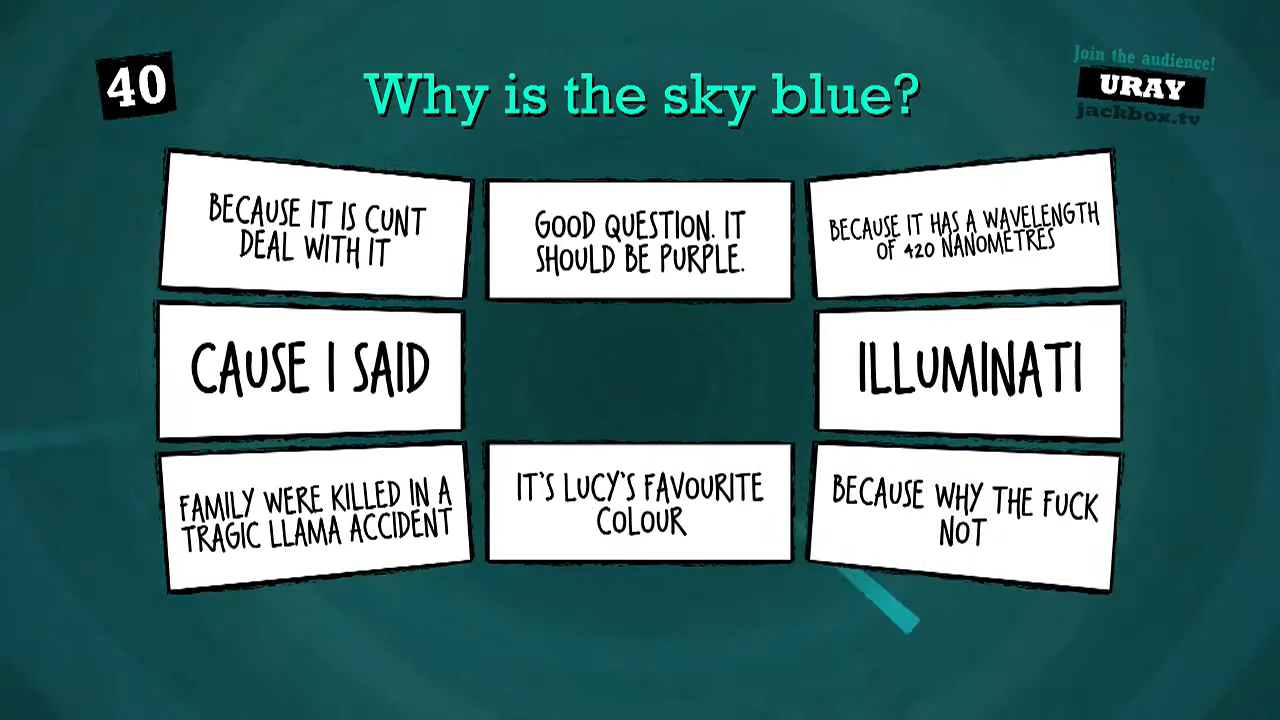 40
Why is the sky blue?
Join the audience!
URAY
jackbox.tv
BECAUSE IT IS CUNT
DEAL WITH IT
GOOD QUESTION. IT
SHOULD BE PURPLE.
BECAUSE IT HAS A WAVELENGTH
OF 420 NANOMETRES
CAUSE I SAID
ILLUMINATI
FAMILY WERE KILLED IN A
TRAGIC LLAMA ACCIDENT
IT'S LUCY'S FAVOURITE
COLOUR
BECAUSE WHY THE FUCK
NOT